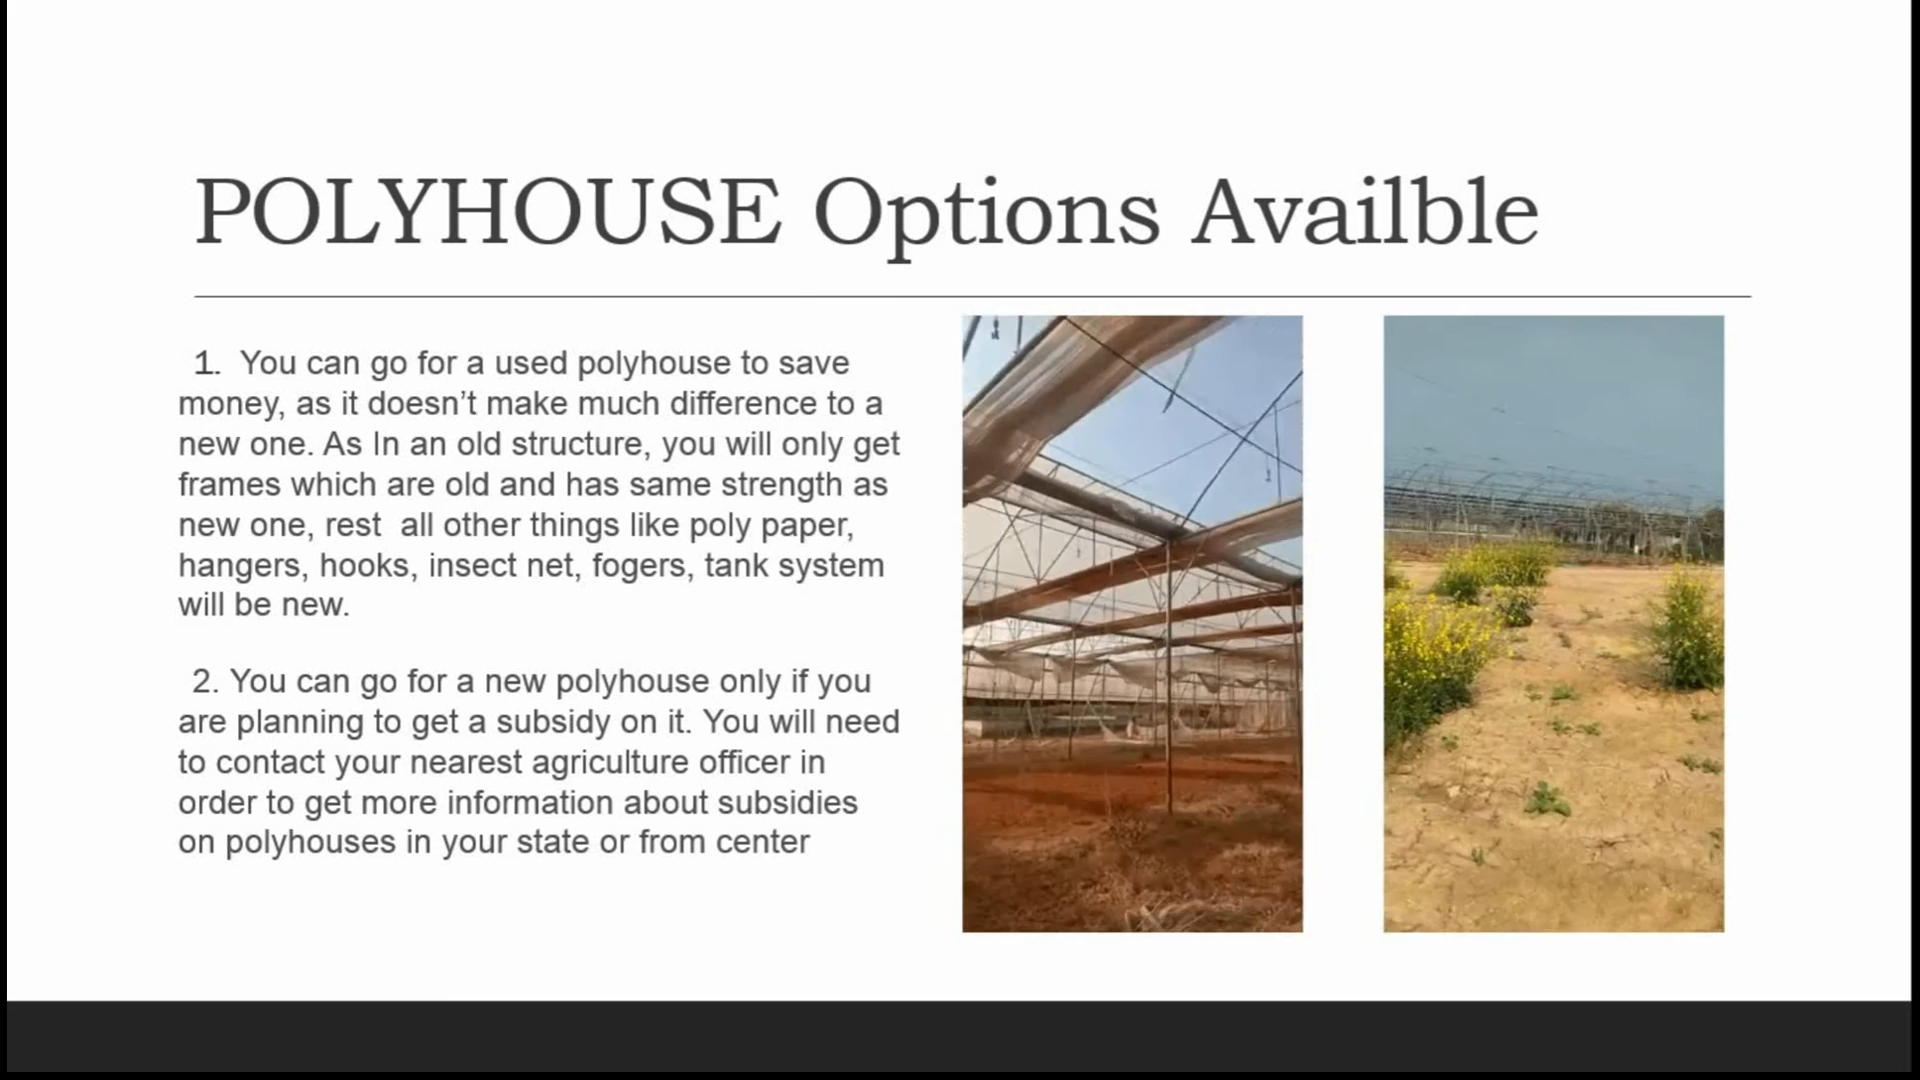 POLYHOUSE Options Availble
1. You can go for a used polyhouse to save
money, as it doesn’t make much difference to a
new one. As In an old structure, you will only get
frames which are old and has same strength as
new one, rest all other things like poly paper,
hangers, hooks, insect net, fogers, tank system
will be new.
2. You can go for a new polyhouse only if you
are planning to get a subsidy on it. You will need
to contact your nearest agriculture officer in
order to get more information about subsidies
on polyhouses in your state or from center